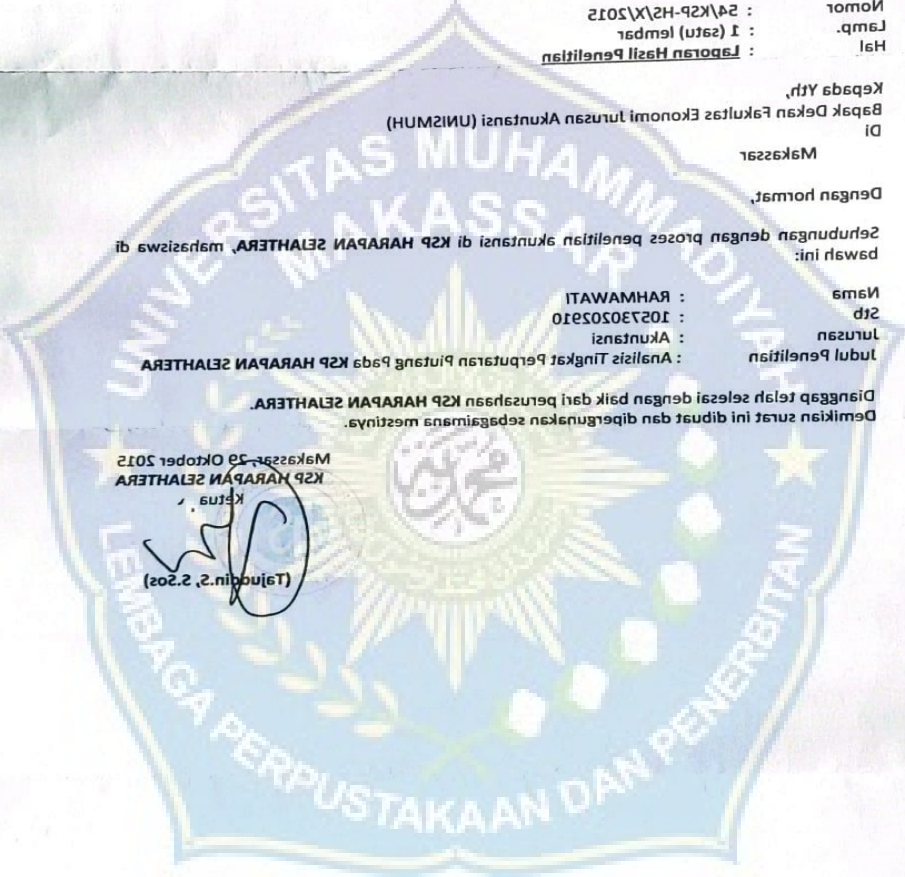 Nomor : 54/KSP-HS/X/2015
Lamp. : 1 (satu) lembar
Hal : Laporan Hasil Penelitian
Kepada Yth,
Bapak Dekan Fakultas Ekonomi Jurusan Akuntansi (UNISMUH)
Di
Makassar
Dengan hormat,
Sehubungan dengan proses penelitian akuntansi di KSP HARAPAN SEJAHTERA, mahasiswa di
bawah ini:
Nama : RAHMAWATI
Stb : 105730202910
Jurusan : Akuntansi
Judul Penelitian : Analisis Tingkat Perputaran Piutang Pada KSP HARAPAN SEJAHTERA
Dianggap telah selesai dengan baik dari perusahaan KSP HARAPAN SEJAHTERA.
Demikian surat ini dibuat dan dipergunakan sebagaimana mestinya.
Makassar, 29 Oktober 2015
KSP HARAPAN SEJAHTERA
Ketua
(Tajuddin.S, S.Sos)
UNIVERSITAS MUHAMMADIYAH
MAKASSAR
LEMBAGA PERPUSTAKAAN DAN PENERBITAN